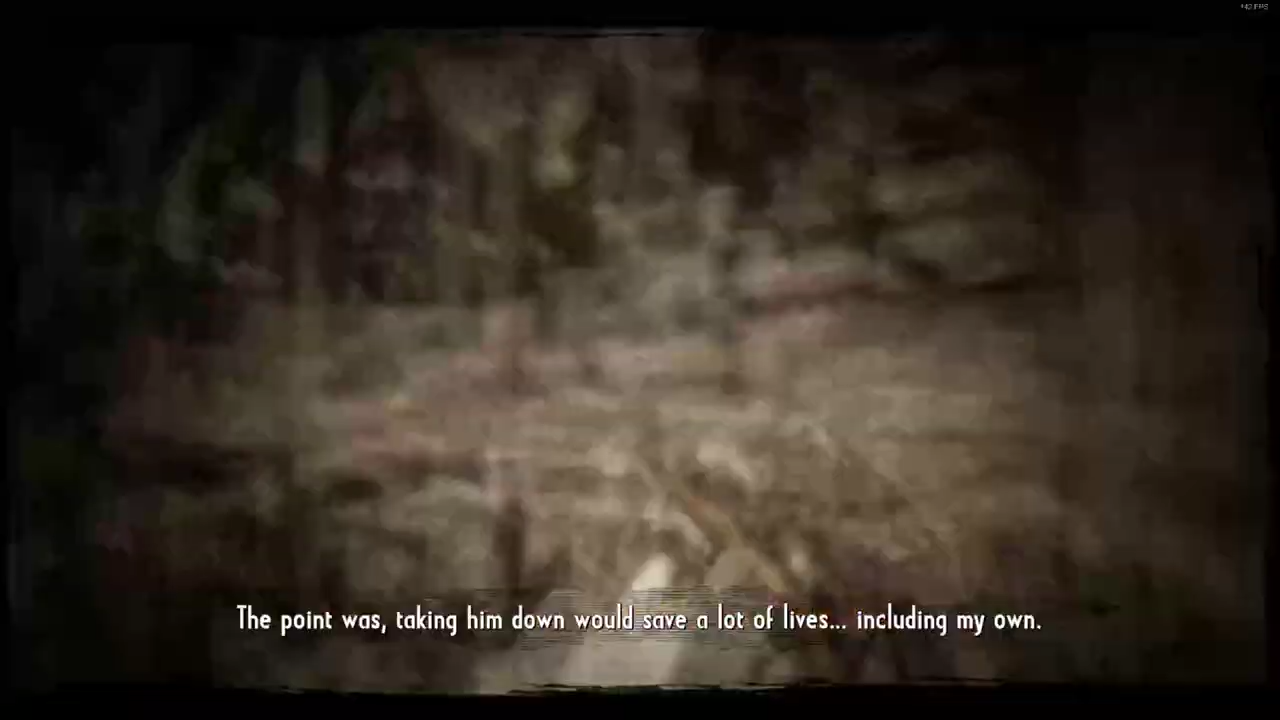 The point was, taking him down would save a lot of lives... including my own.